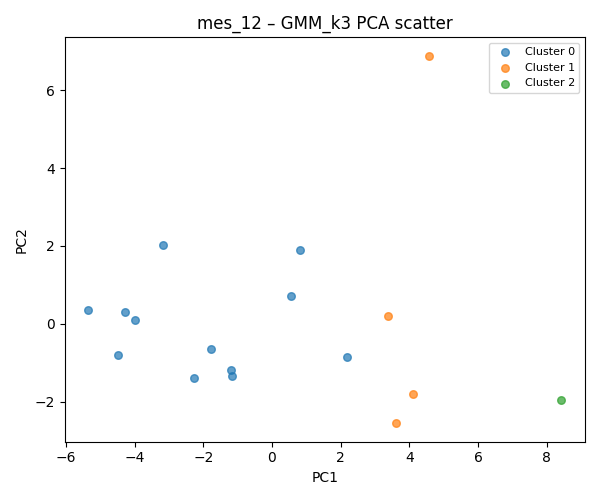 mes_12 – GMM_k3 PCA scatter
Cluster 0
Cluster 1
Cluster 2
PC2
6
4
2
0
−2
−6
−4
−2
0
2
4
6
8
PC1